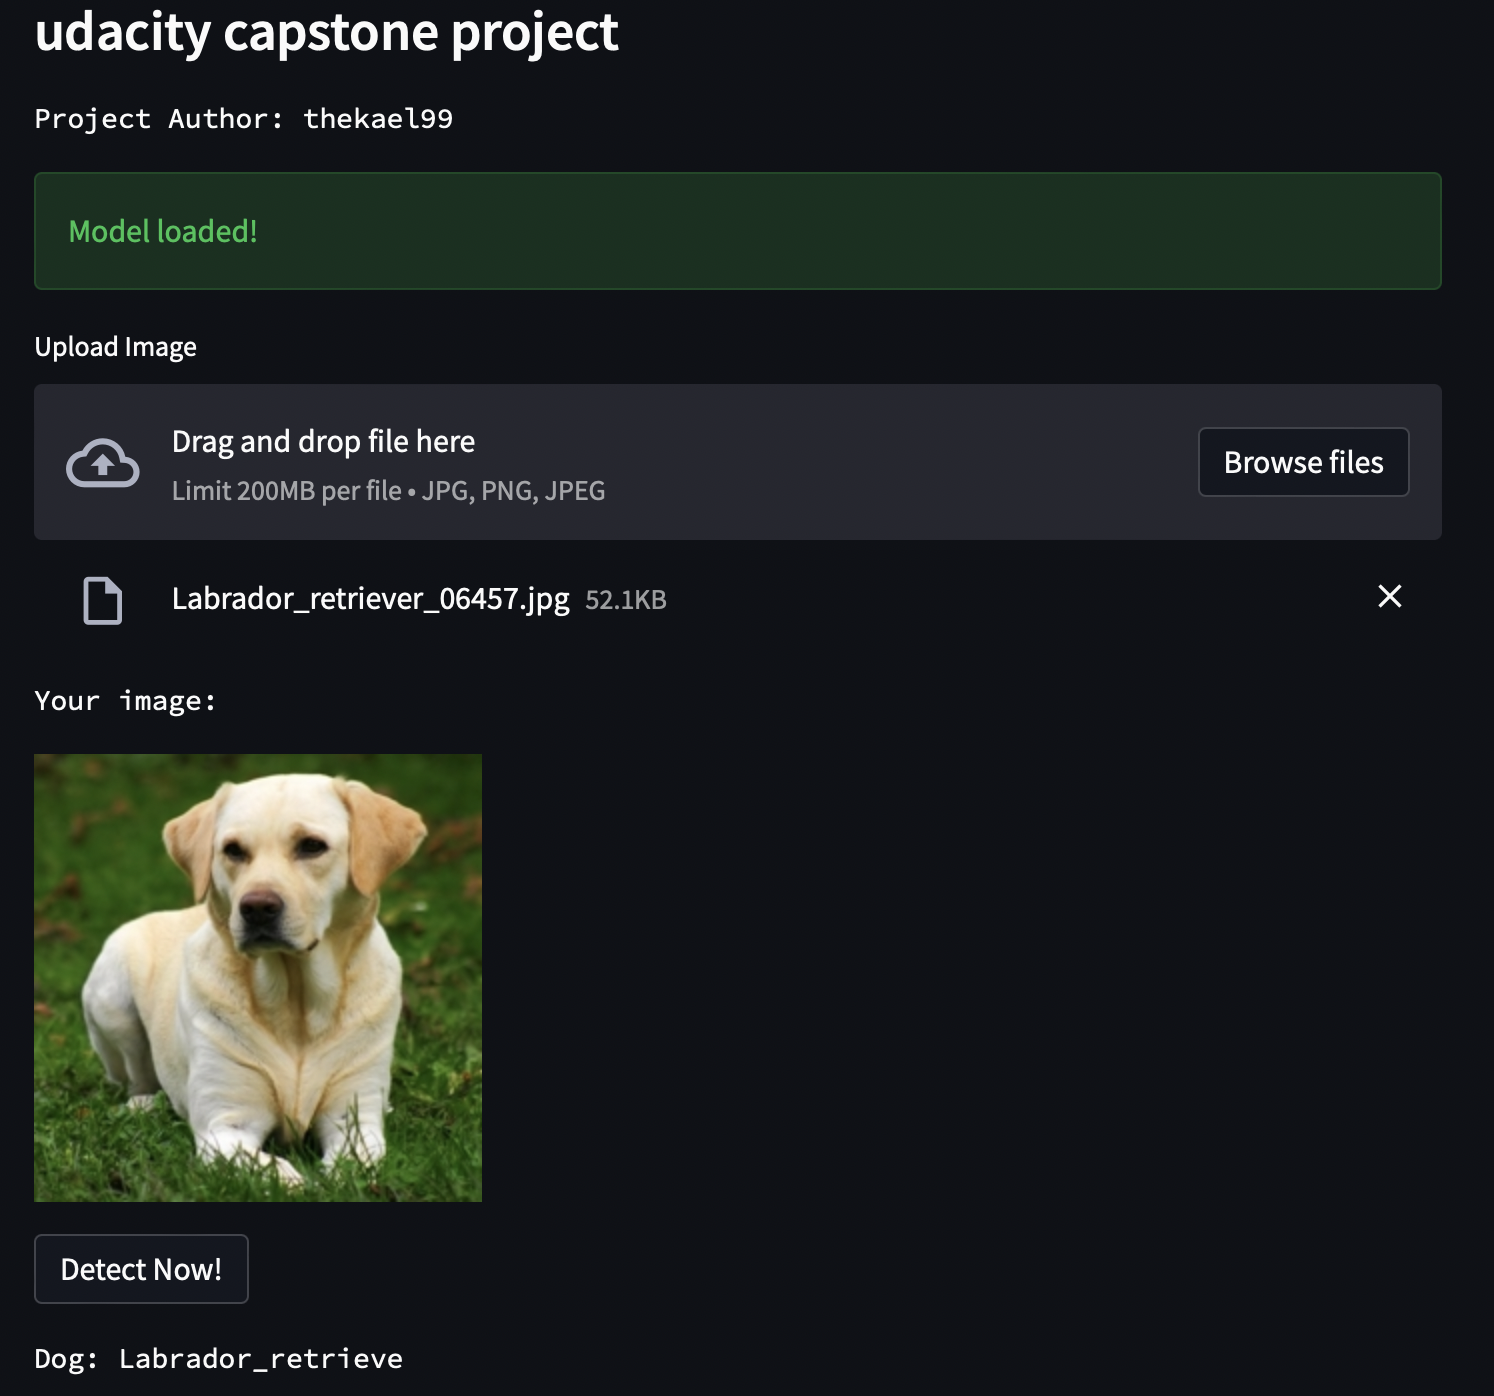 udacity capstone project
Project Author: thekael99
Model loaded!
Upload Image
Drag and drop file here
Limit 200MB per file • JPG, PNG, JPEG
Browse files
Labrador_retriever_06457.jpg 52.1KB
Your image:
Detect Now!
Dog: Labrador_retrieve